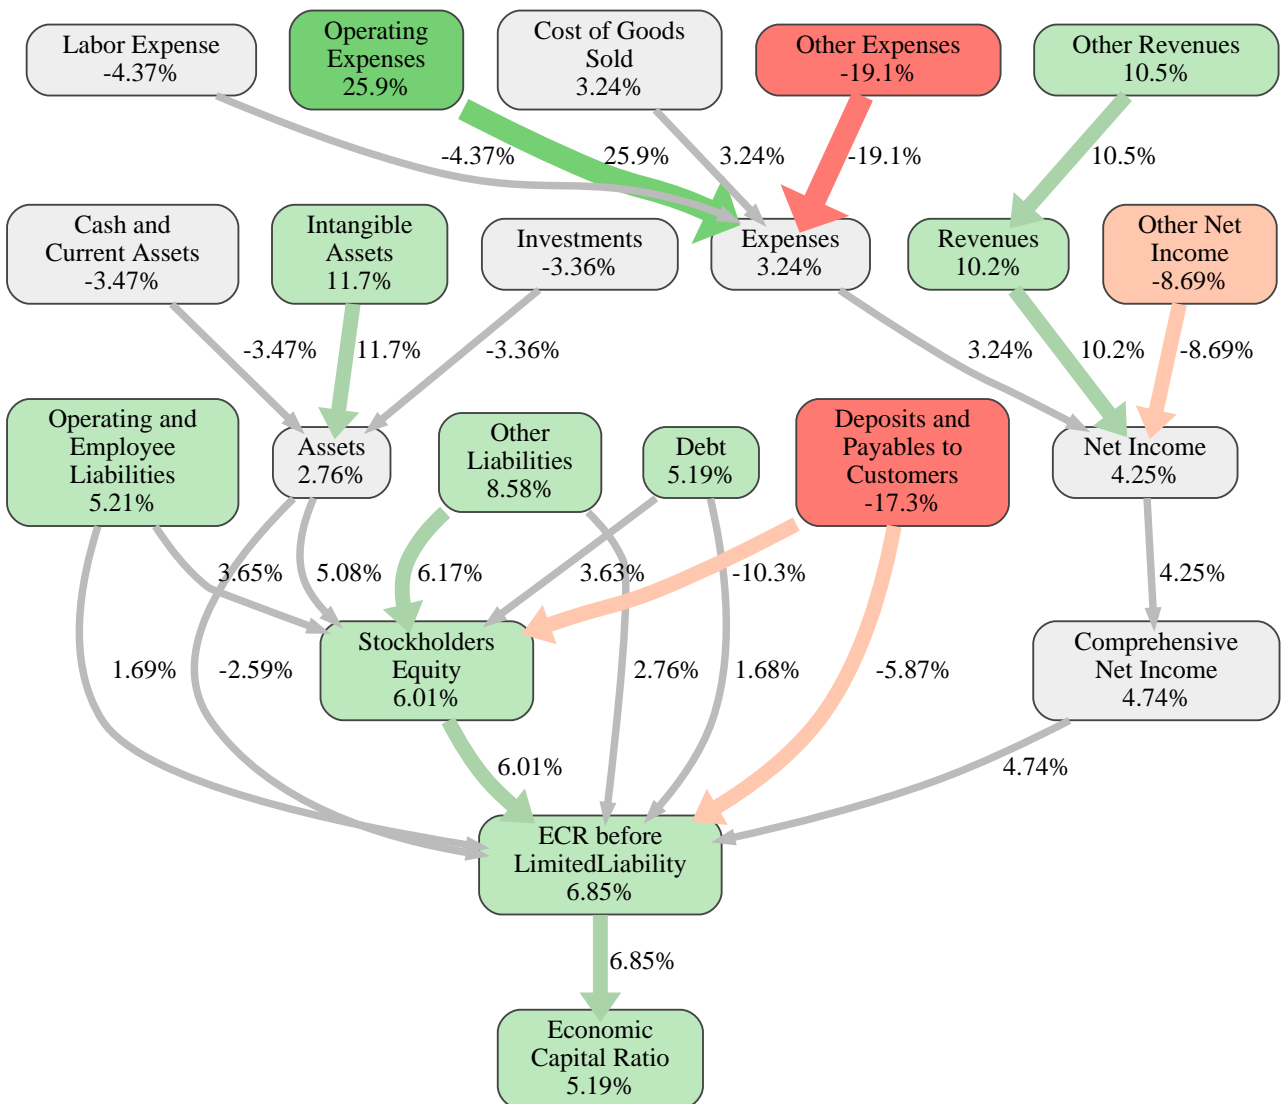 Labor Expense
-4.37%
Operating
Expenses
25.9%
Cost of Goods
Sold
3.24%
Other Expenses
-19.1%
Other Revenues
10.5%
-4.37%
25.9%
3.24%
-19.1%
10.5%
Cash and
Current Assets
-3.47%
Intangible
Assets
11.7%
Investments
-3.36%
Expenses
3.24%
Revenues
10.2%
Other Net
Income
-8.69%
-3.47%
11.7%
-3.36%
3.24%
10.2%
-8.69%
Operating and
Employee
Liabilities
5.21%
Assets
2.76%
Other
Liabilities
8.58%
Debt
5.19%
Deposits and
Payables to
Customers
-17.3%
Net Income
4.25%
3.65%
5.08%
6.17%
3.63%
-10.3%
4.25%
1.69%
-2.59%
Stockholders
Equity
6.01%
2.76%
1.68%
-5.87%
Comprehensive
Net Income
4.74%
6.01%
4.74%
ECR before
LimitedLiability
6.85%
6.85%
Economic
Capital Ratio
5.19%